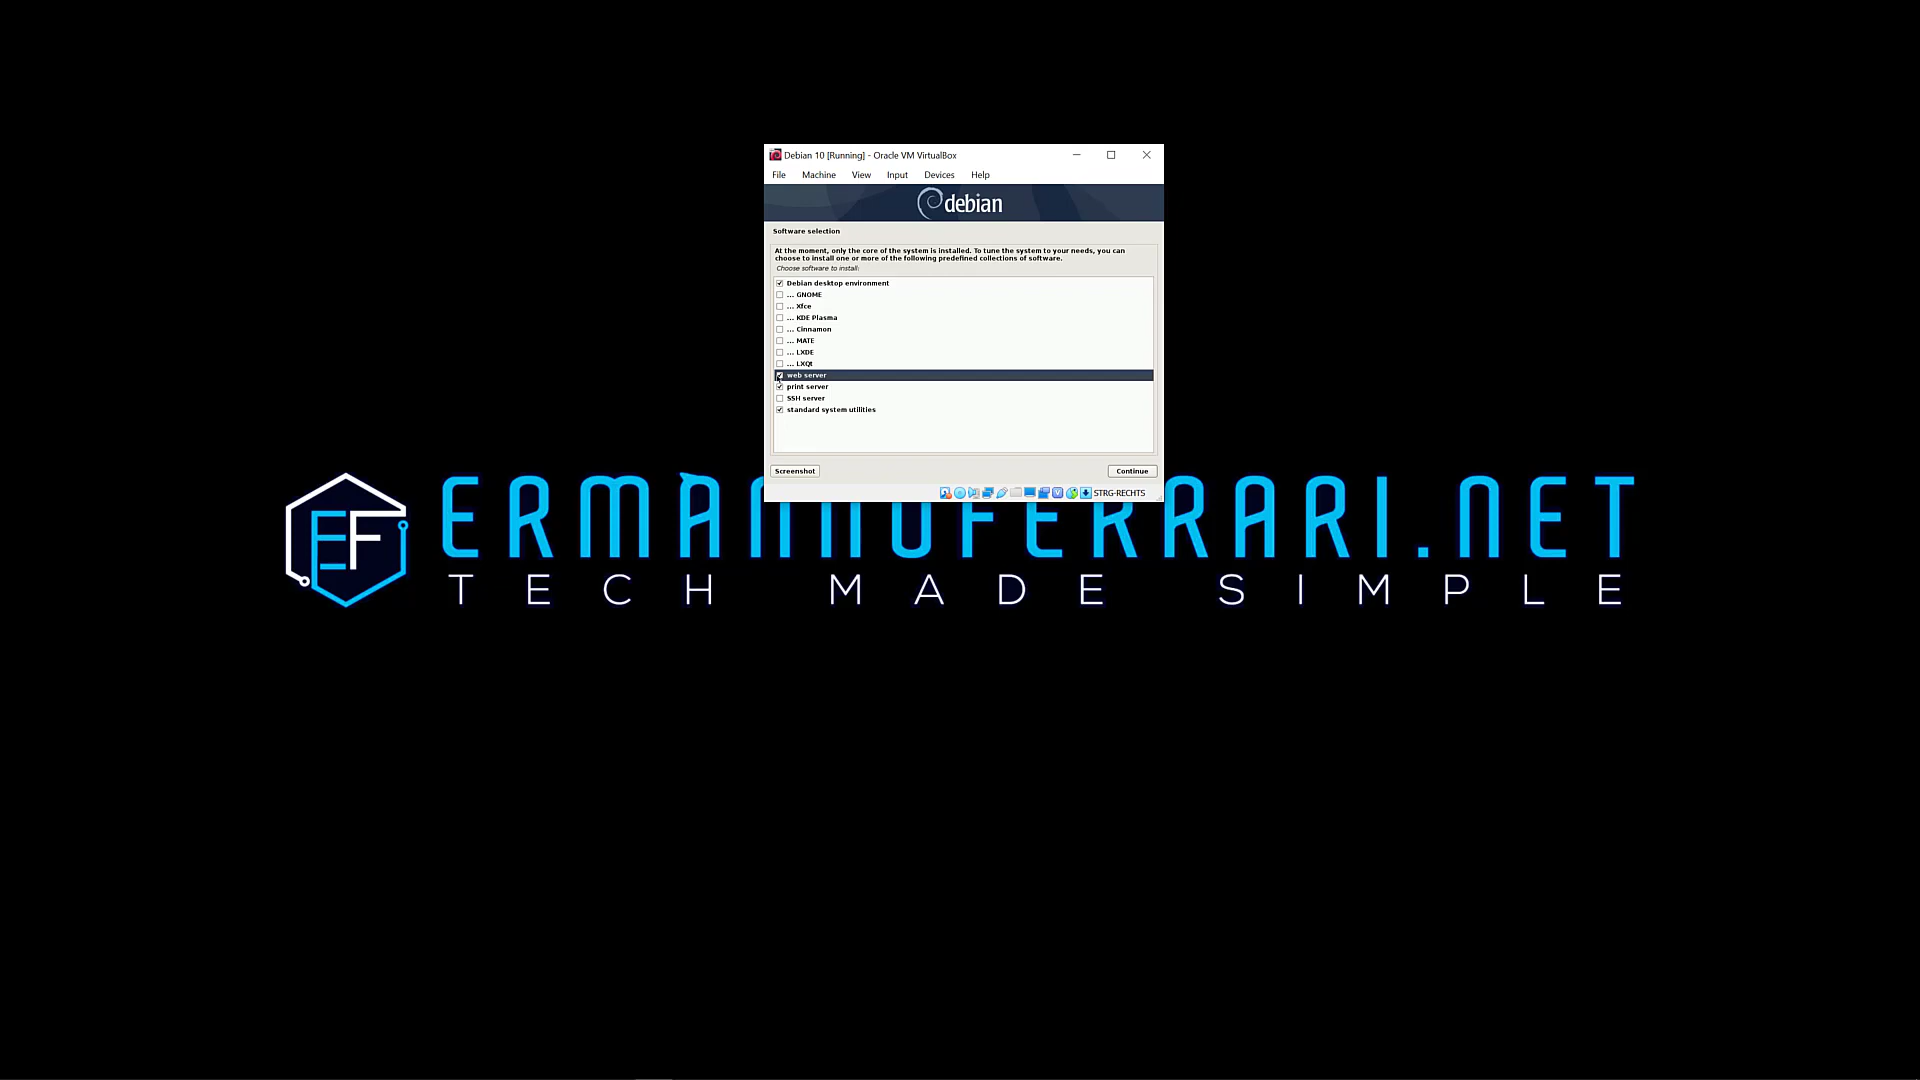 Debian 10 [Running] - Oracle VM VirtualBox
File Machine View Input Devices Help
debian
Software selection
At the moment, only the core of the system is installed. To tune the system to your needs, you can
choose to install one or more of the following predefined collections of software.
Choose software to install:
Debian desktop environment
... GNOME
... Xfce
... KDE Plasma
... Cinnamon
... MATE
... LXDE
... LXQt
web server
print server
SSH server
standard system utilities
Screenshot Continue
STRG-RECHTS
EF ERMANNOFERRARI.NET
TECH MADE SIMPLE